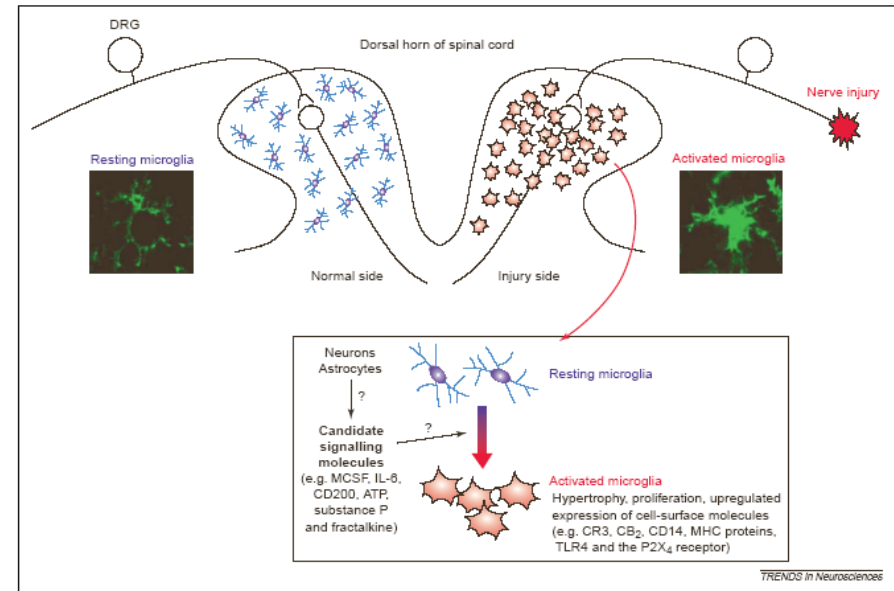 DRG
Dorsal horn of spinal cord
Nerve injury
Resting microglia
Activated microglia
Normal side
Injury side
Neurons
Astrocytes
?
Candidate
signalling
molecules
(e.g. MCSF, IL-6,
CD200, ATP,
substance P
and fractalkine)
?
Resting microglia
Activated microglia
Hypertrophy, proliferation, upregulated
expression of cell-surface molecules
(e.g. CR3, CB₂, CD14, MHC proteins,
TLR4 and the P2X₄ receptor)
TRENDS in Neurosciences